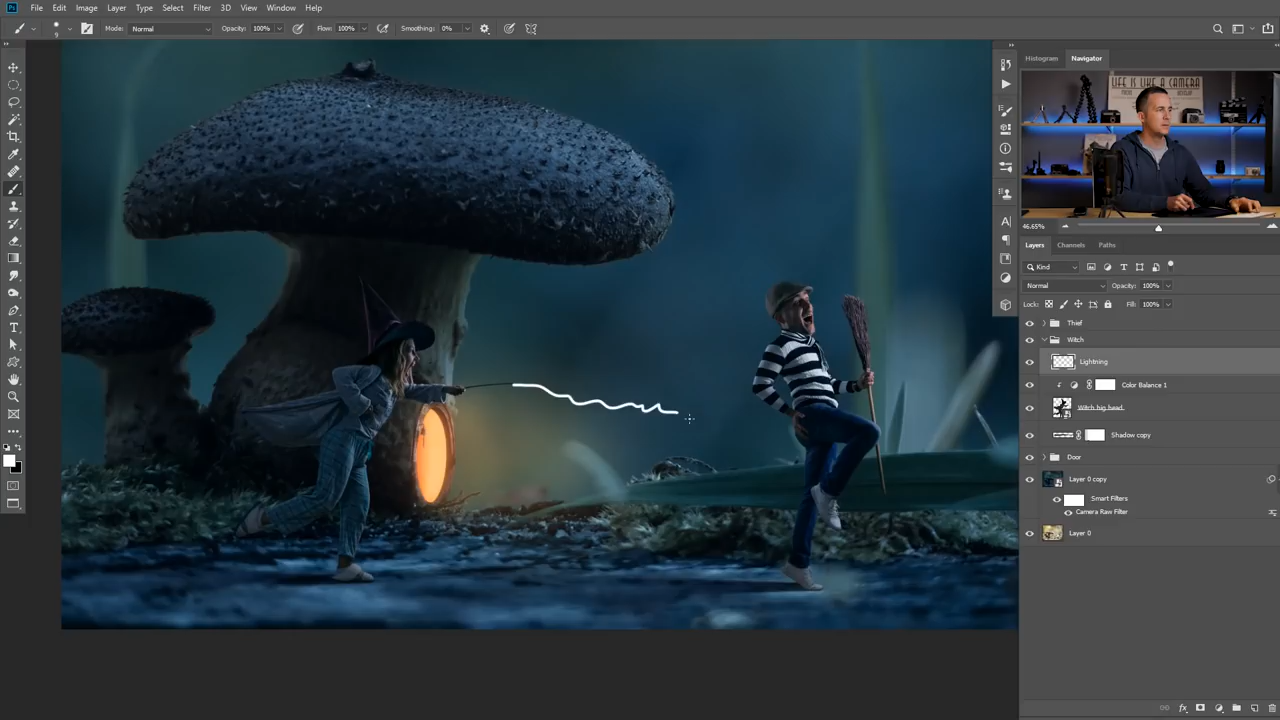 Ps File Edit Image Layer Type Select Filter 3D View Window Help
9 Mode: Normal Opacity: 100% Flow: 100% Smoothing: 0%
Histogram Navigator
LIFE IS LIKE A CAMERA
46.65%
Layers Channels Paths
Kind
Normal Opacity: 100%
Lock: Fill: 100%
Thief
Witch
Lightning
Color Balance 1
Witch big head
Shadow copy
Door
Layer 0 copy
Smart Filters
Camera Raw Filter
Layer 0